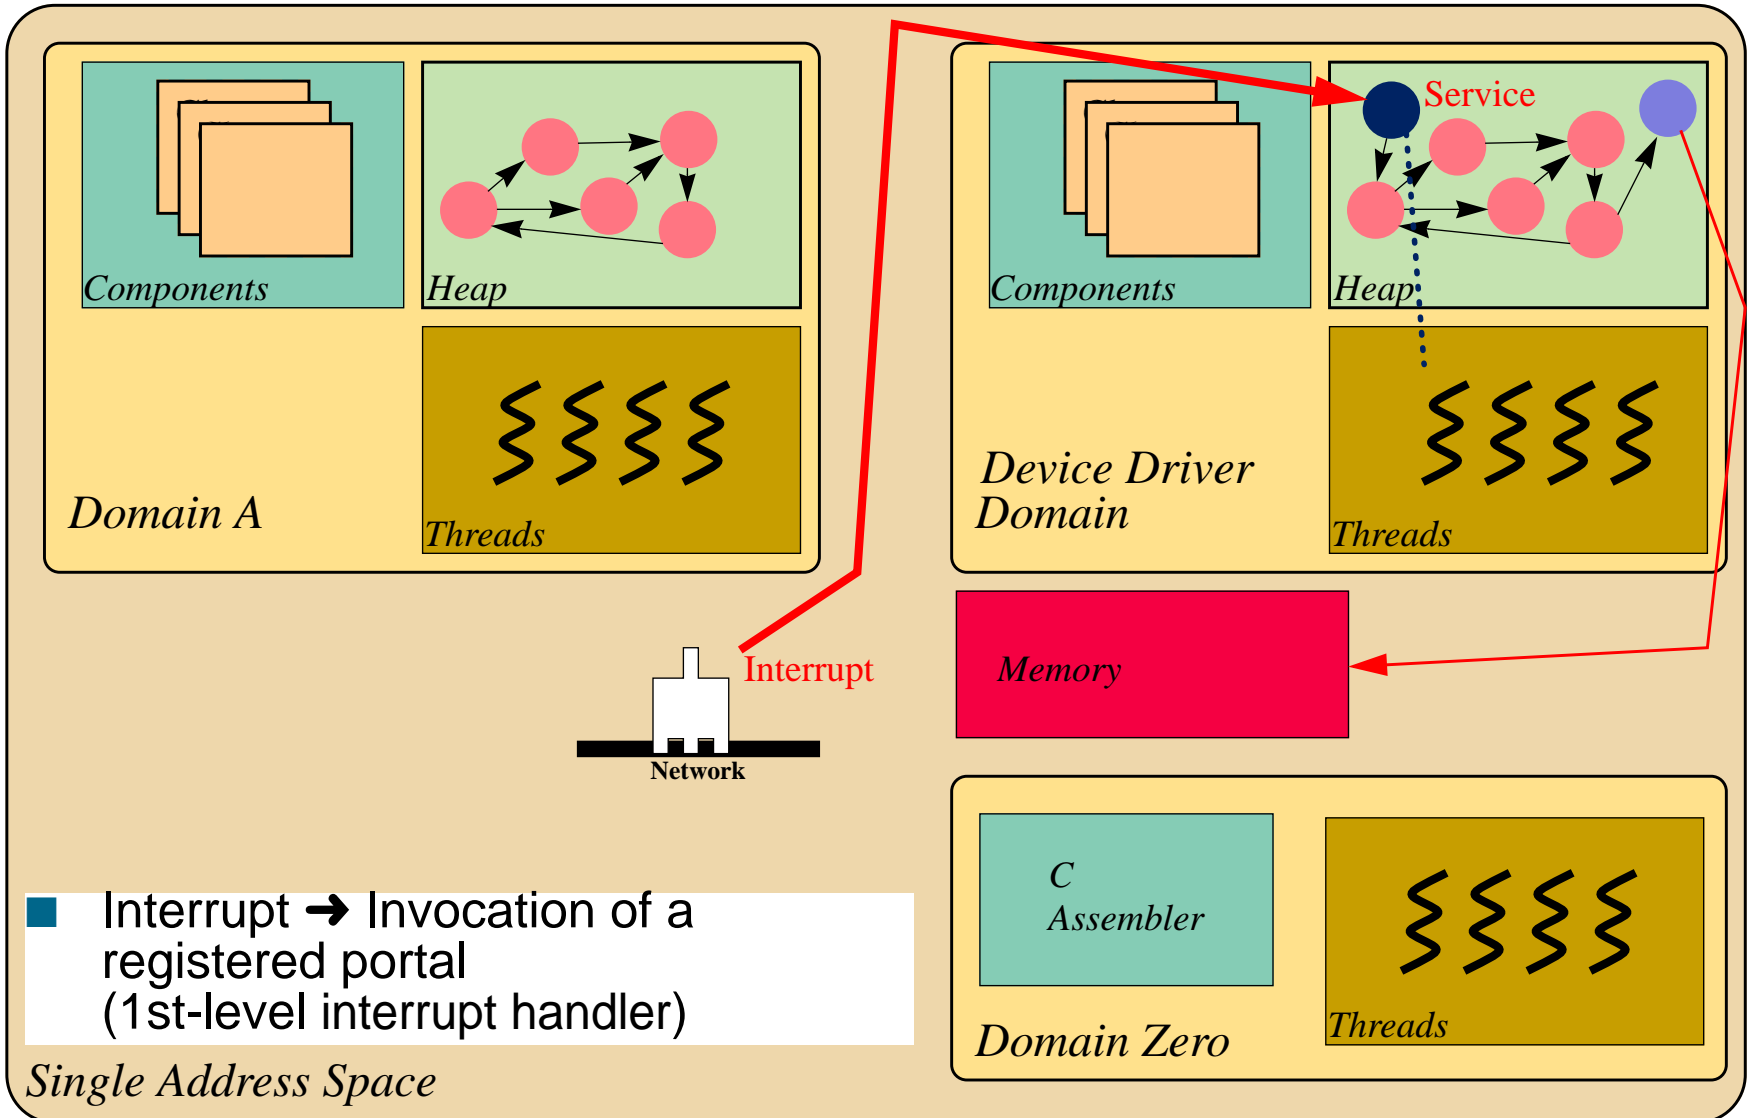 Components
Heap
Threads
Domain A
Service
Components
Heap
Device Driver
Domain
Threads
Interrupt
Network
Memory
C
Assembler
Threads
Domain Zero
■ Interrupt ➔ Invocation of a
registered portal
(1st-level interrupt handler)
Single Address Space